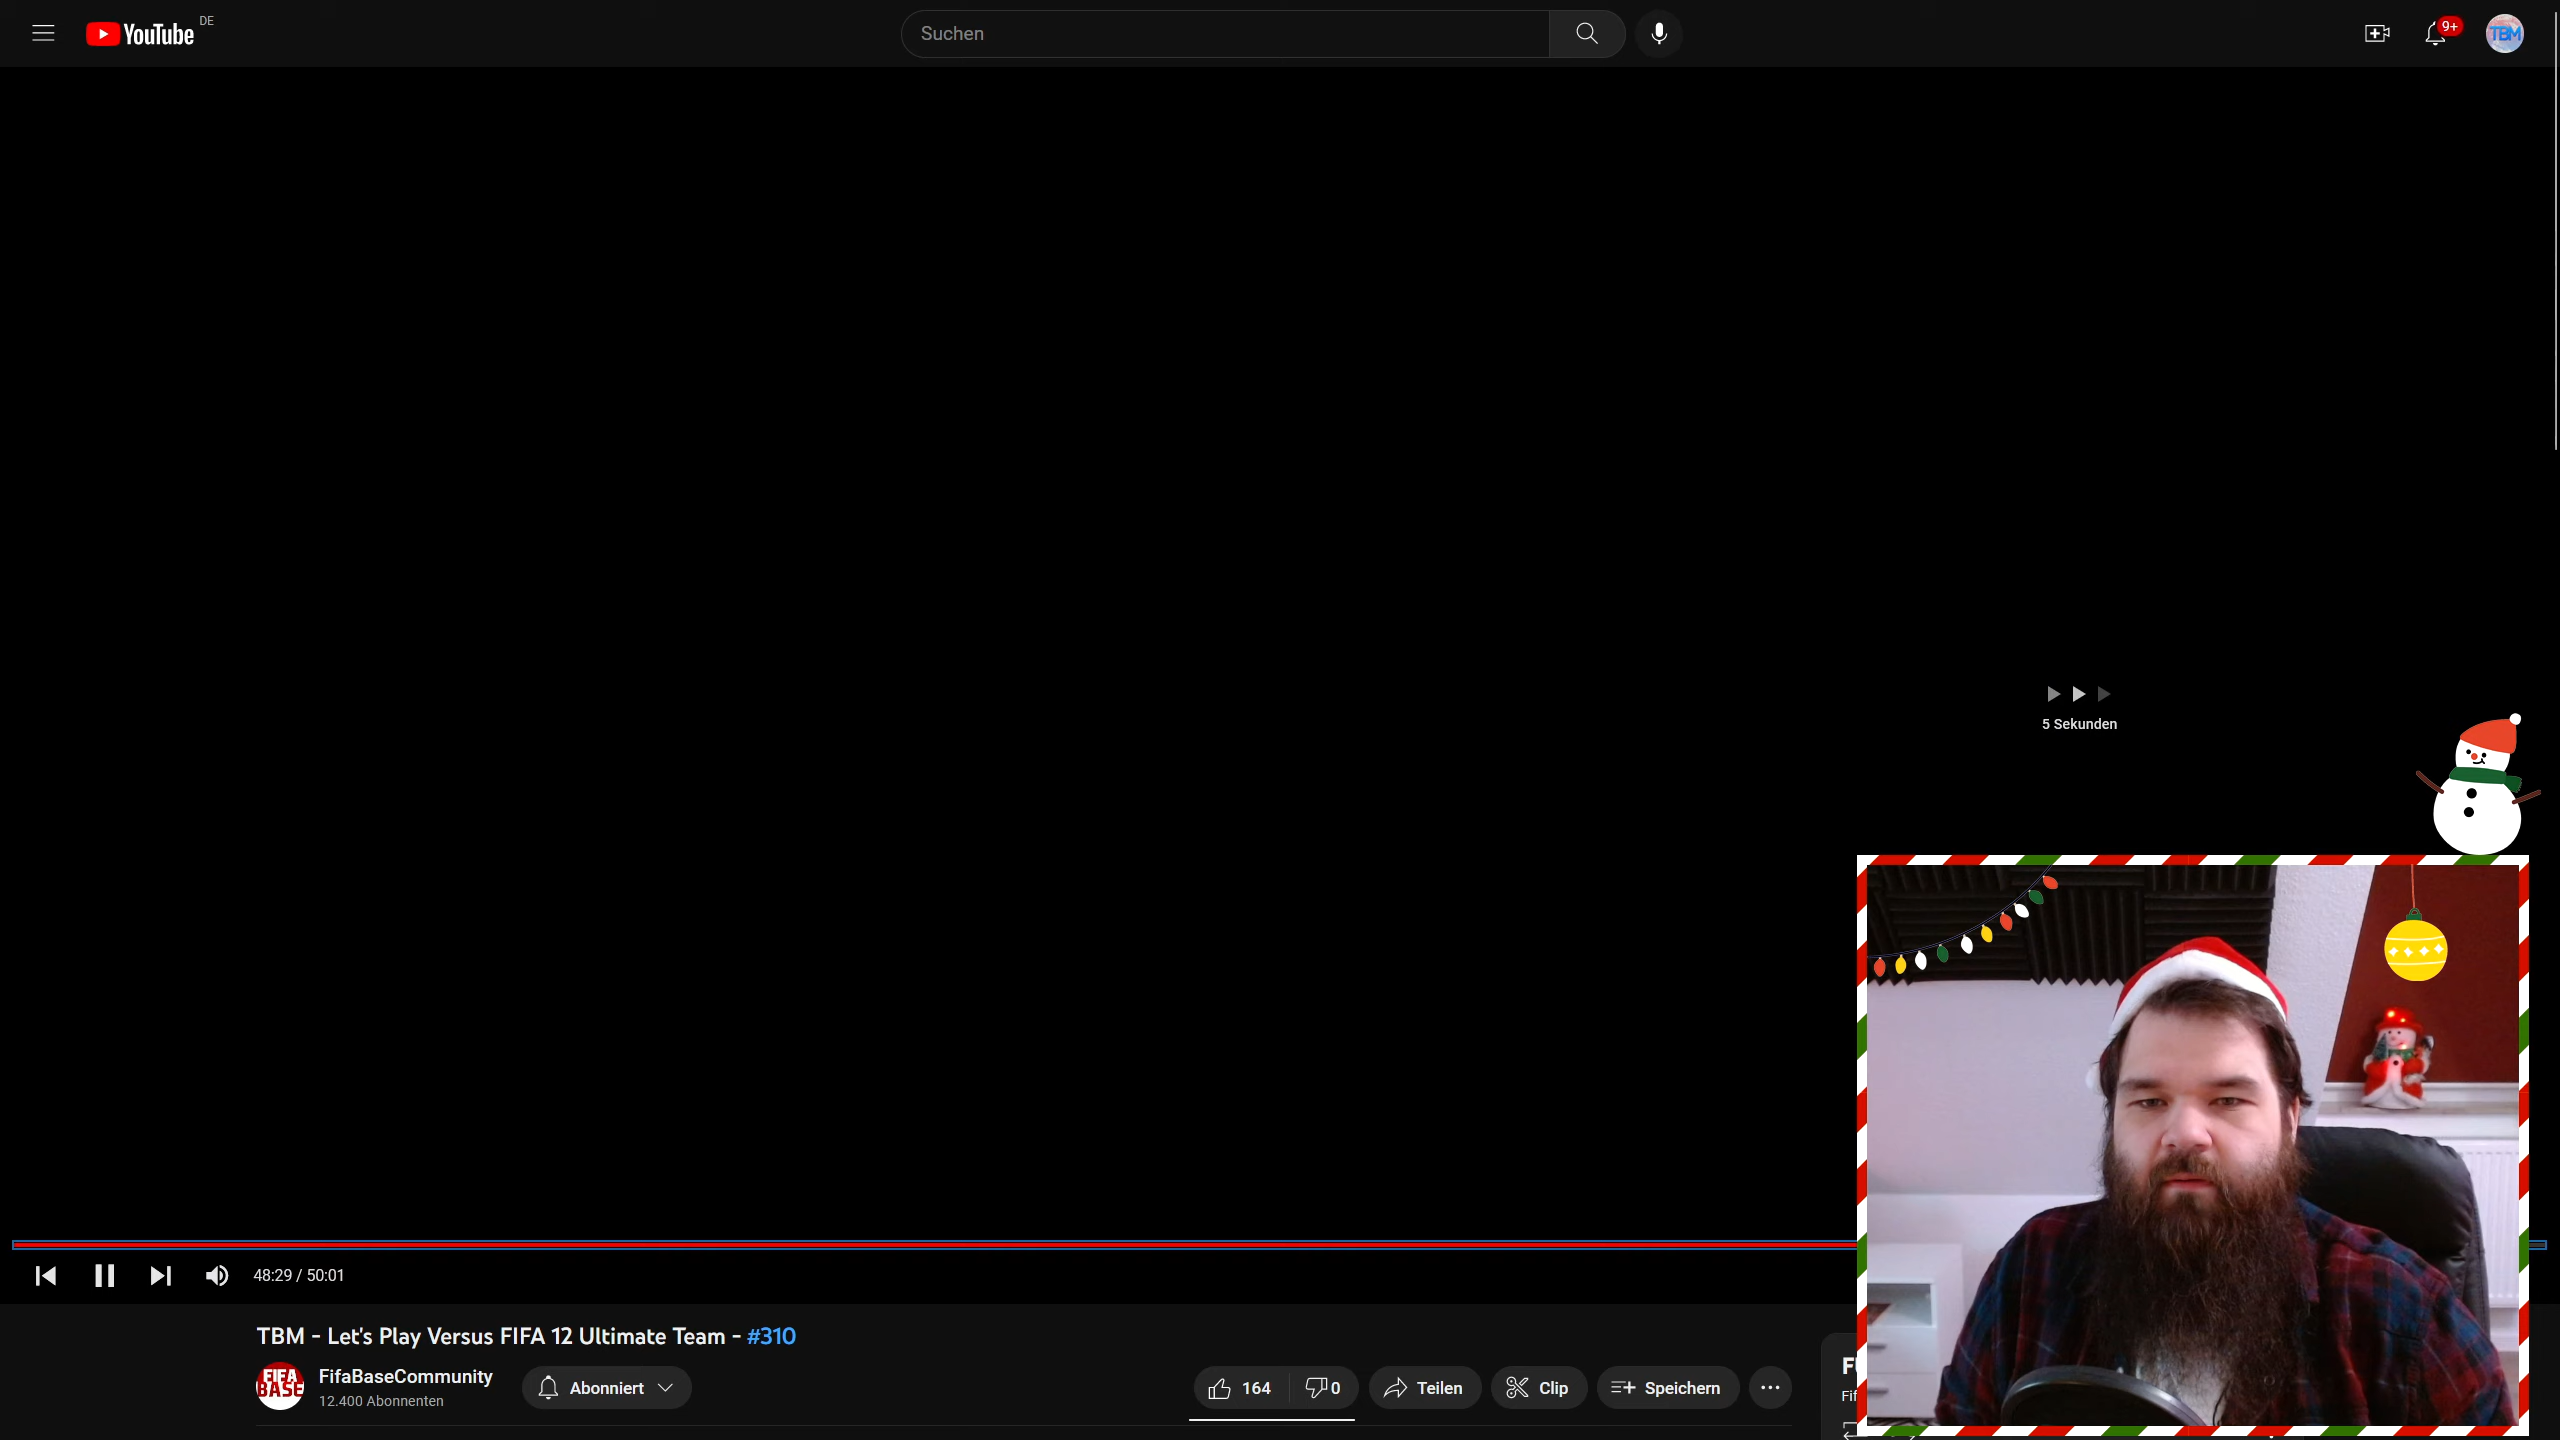 YouTube DE
Suchen
9+
TBM
5 Sekunden
48:29 / 50:01
TBM - Let's Play Versus FIFA 12 Ultimate Team - #310
FIFA
BASE
FifaBaseCommunity
12.400 Abonnenten
Abonniert
164
0
Teilen
Clip
Speichern